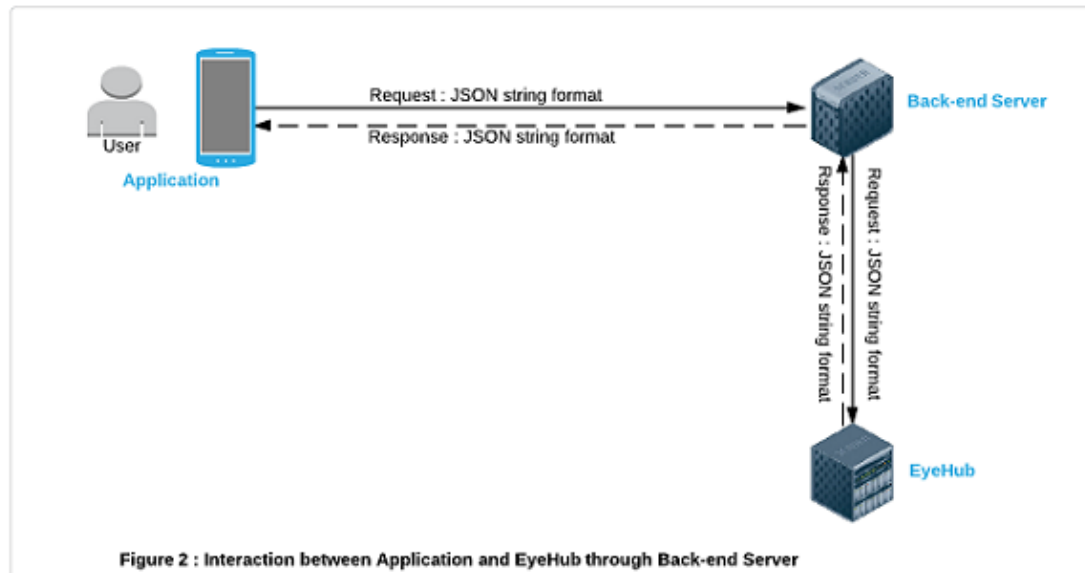 Request : JSON string format
Back-end Server
Response : JSON string format
User
Application
Rsponse : JSON string format
Request : JSON string format
EyeHub
Figure 2 : Interaction between Application and EyeHub through Back-end Server